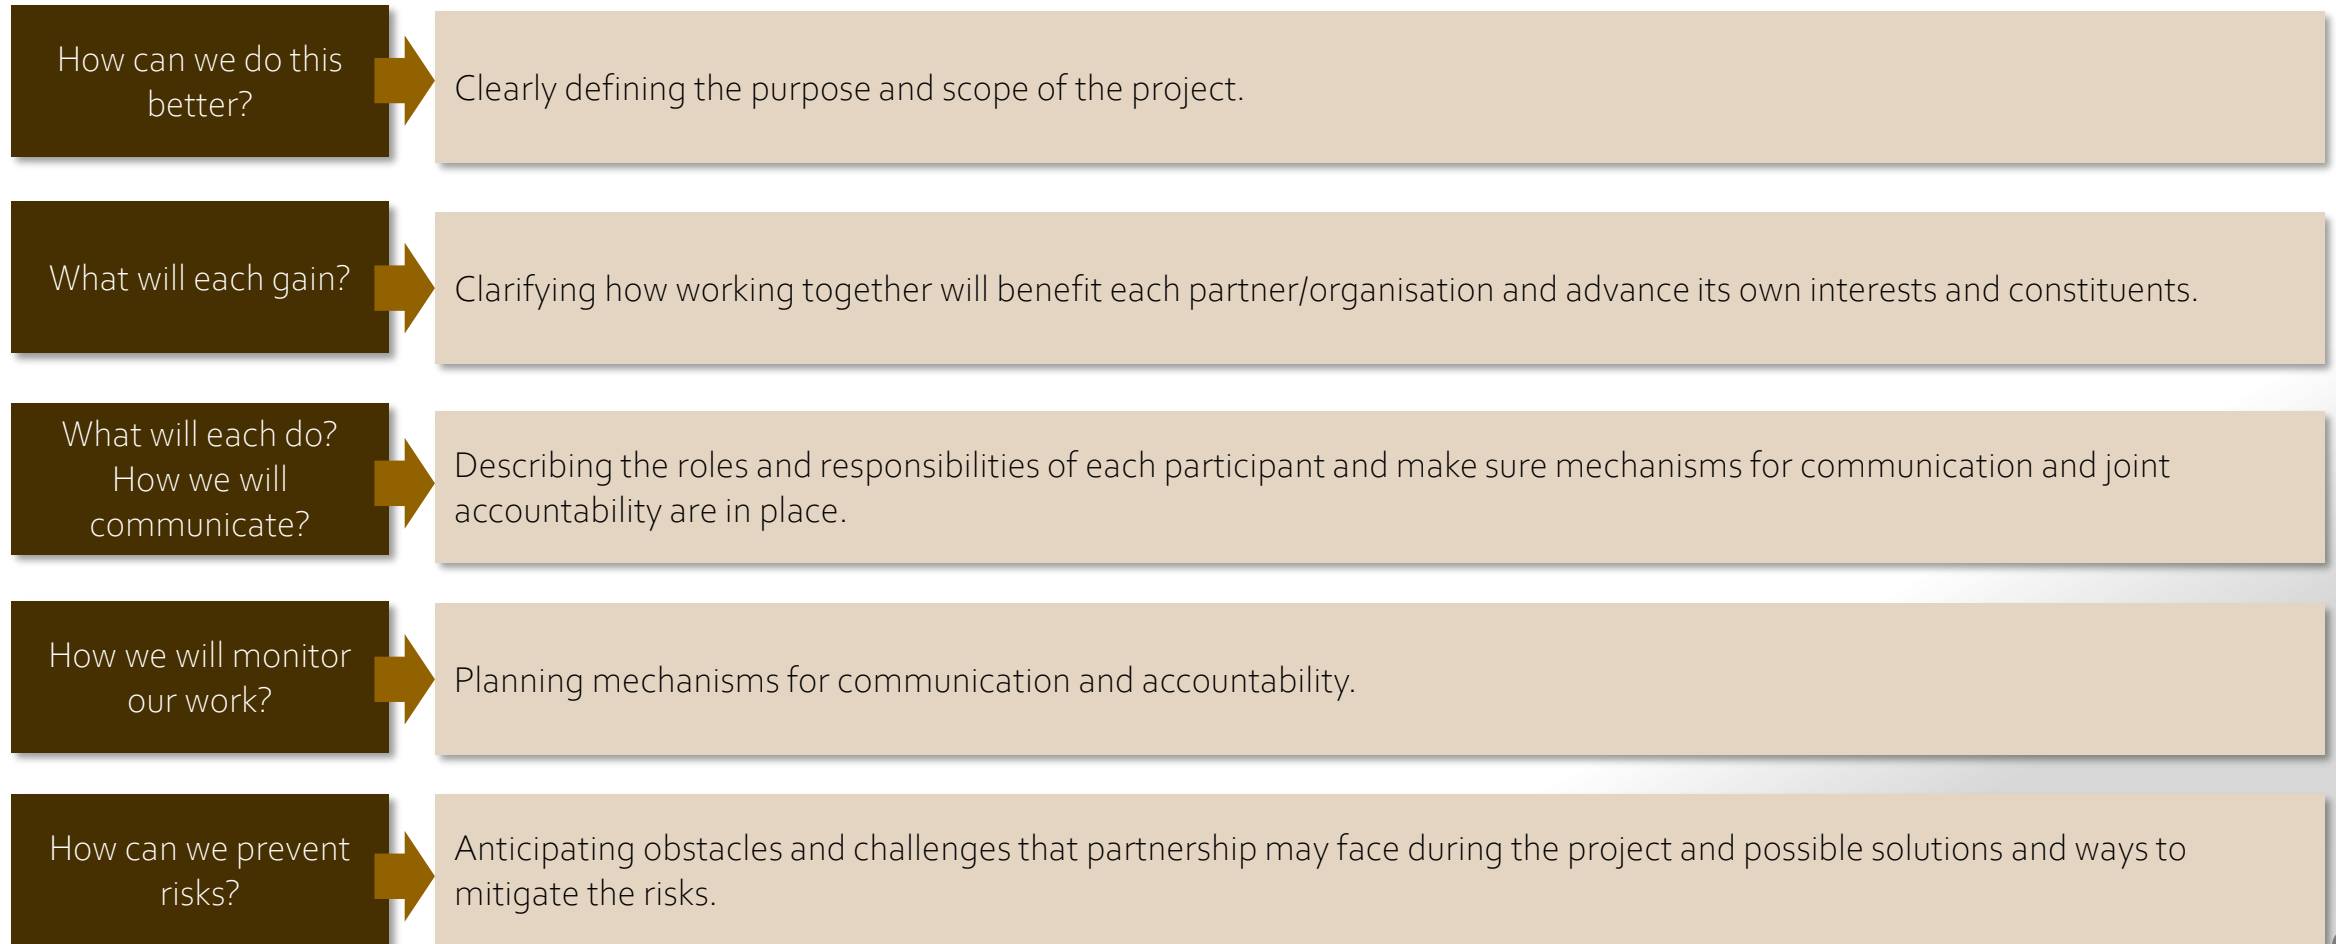 How can we do this
better?
Clearly defining the purpose and scope of the project.
What will each gain?
Clarifying how working together will benefit each partner/organisation and advance its own interests and constituents.
What will each do?
How we will
communicate?
Describing the roles and responsibilities of each participant and make sure mechanisms for communication and joint
accountability are in place.
How we will monitor
our work?
Planning mechanisms for communication and accountability.
How can we prevent
risks?
Anticipating obstacles and challenges that partnership may face during the project and possible solutions and ways to
mitigate the risks.